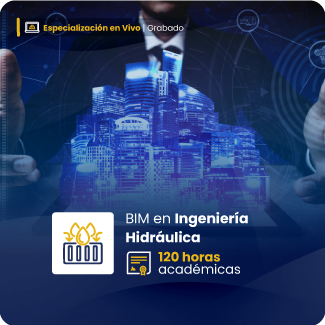 Especialización en Vivo | Grabado
BIM en Ingeniería
Hidráulica
120 horas
académicas